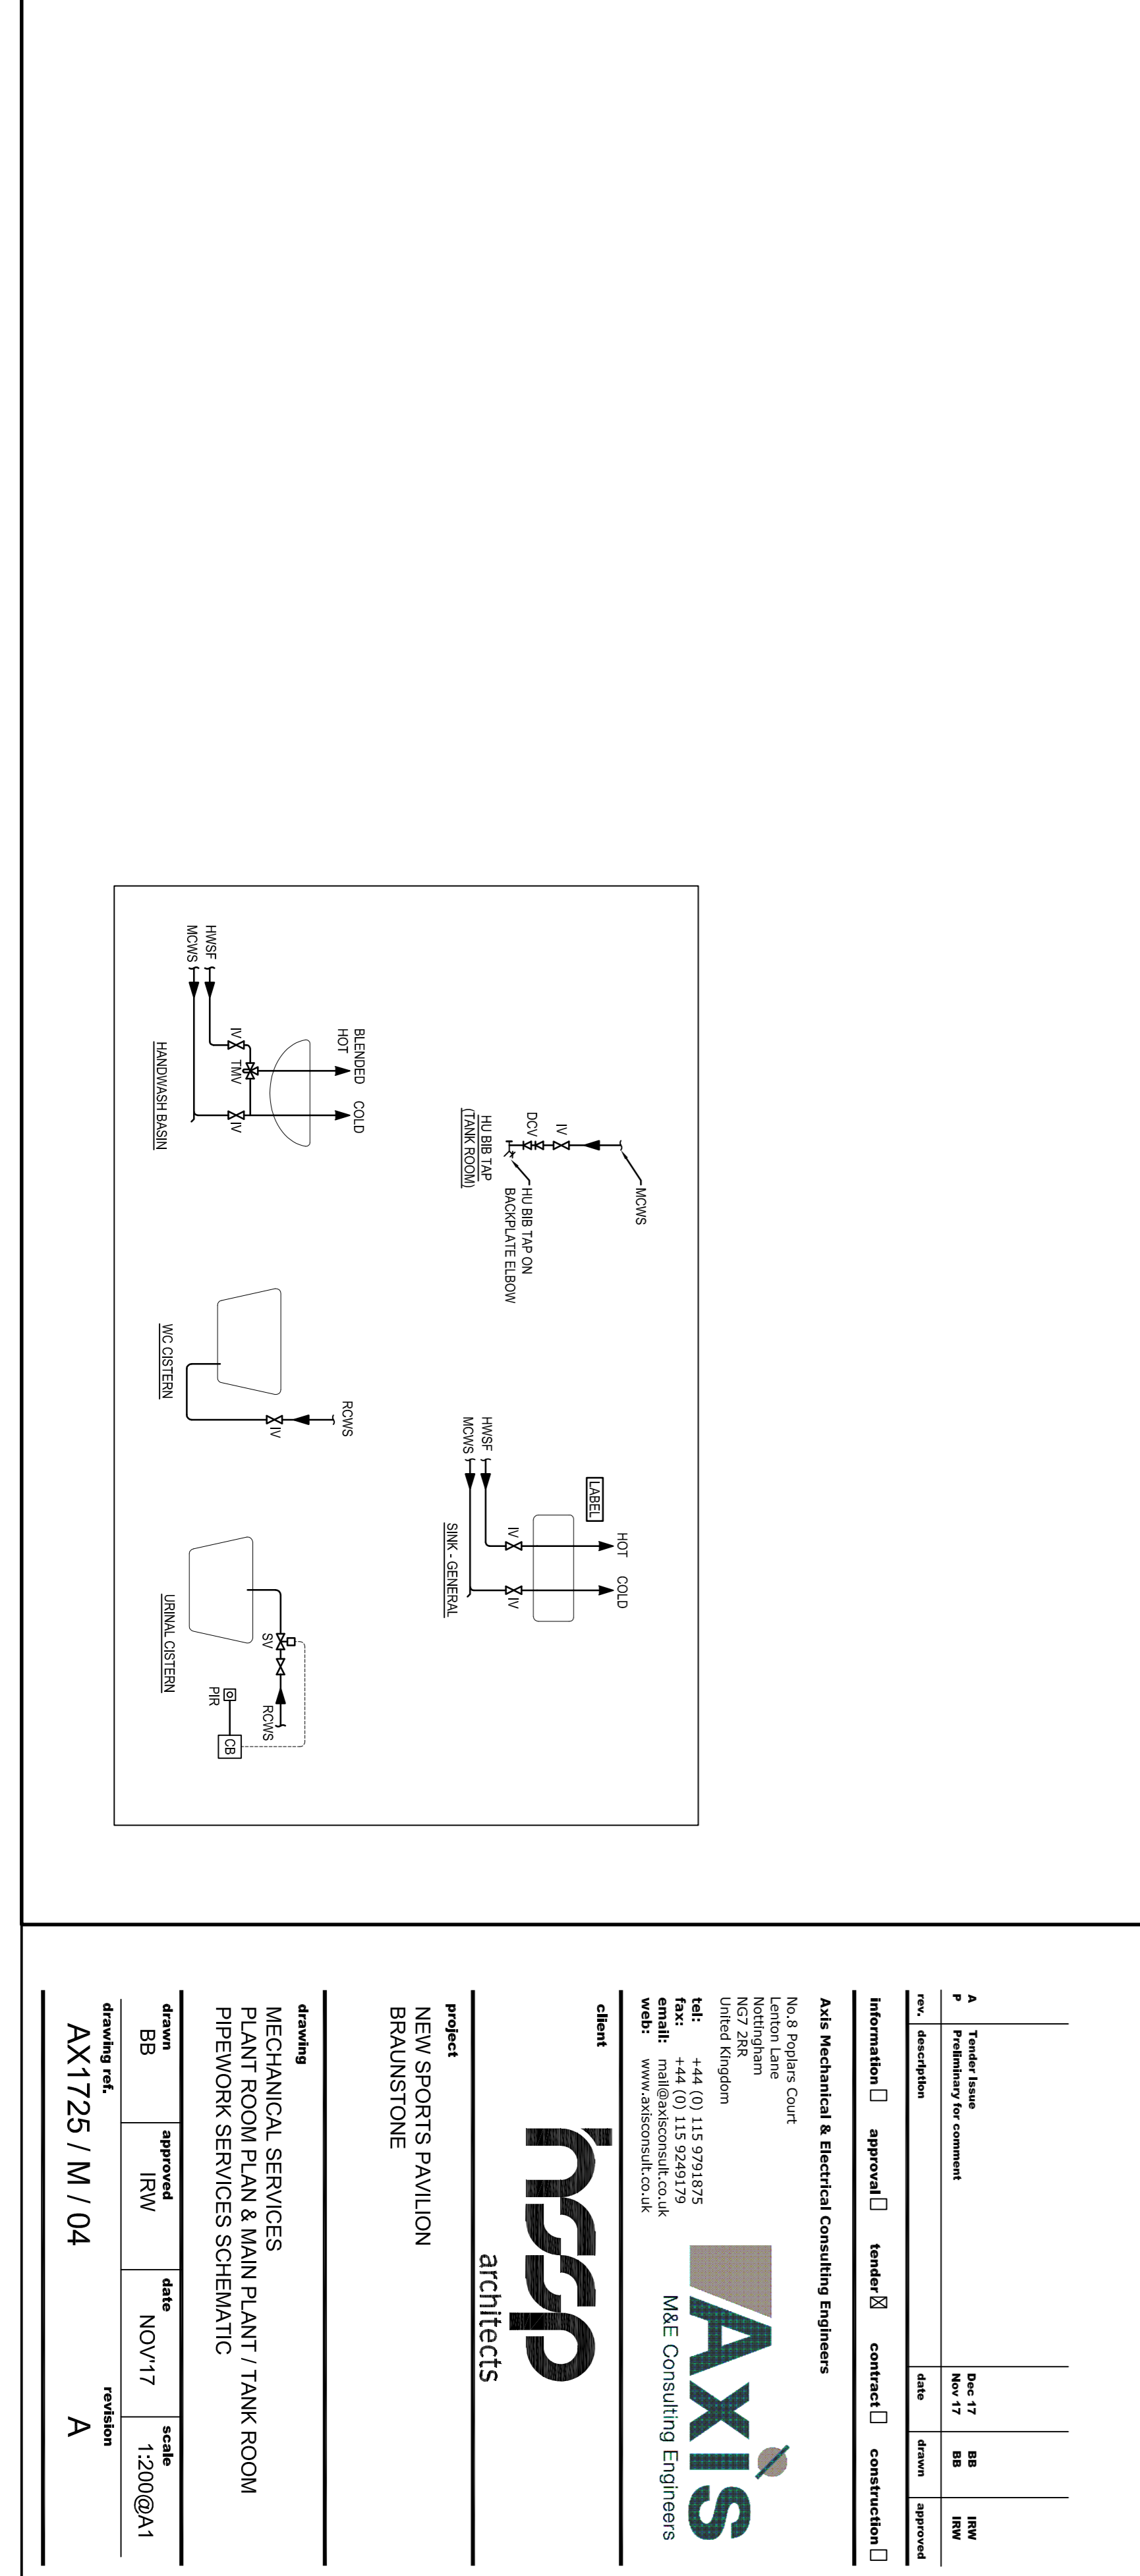 MCWS
IV
DCV
HU BIB TAP ON
BACKPLATE ELBOW
HU BIB TAP
(TANK ROOM)
LABEL
HOT
COLD
HWSF
MCWS
IV
IV
SINK - GENERAL
BLENDED
HOT
COLD
HWSF
MCWS
IV
TMV
IV
HANDWASH BASIN
RCWS
IV
WC CISTERN
SV
RCWS
PIR
CB
URINAL CISTERN
A Tender Issue Dec 17 BB IRW
P Preliminary for comment Nov 17 BB IRW
rev. description date drawn approved
information approval tender contract construction
Axis Mechanical & Electrical Consulting Engineers
No.8 Poplars Court
Lenton Lane
Nottingham
NG7 2RR
United Kingdom
tel: +44 (0) 115 9791875
fax: +44 (0) 115 9249179
email: mail@axisconsult.co.uk
web: www.axisconsult.co.uk
Axis
M&E Consulting Engineers
client
hssp
architects
project
NEW SPORTS PAVILION
BRAUNSTONE
drawing
MECHANICAL SERVICES
PLANT ROOM PLAN & MAIN PLANT / TANK ROOM
PIPEWORK SERVICES SCHEMATIC
drawn approved date scale
BB IRW NOV'17 1:200@A1
drawing ref. revision
AX1725 / M / 04 A